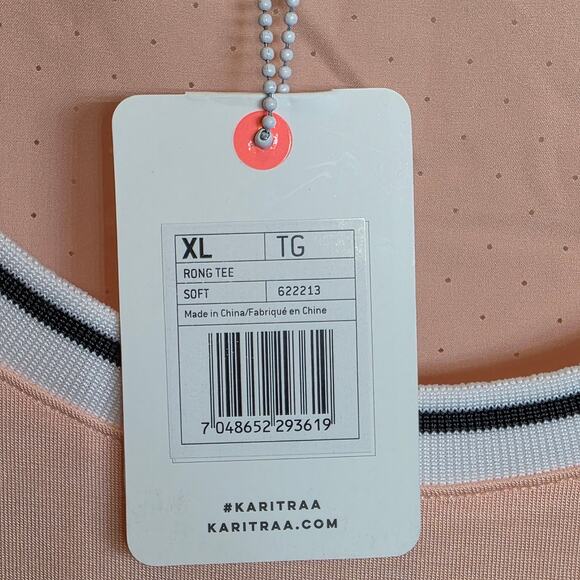 XL TG
RONG TEE
SOFT 622213
Made in China/Fabriqué en Chine
7 048652 293619
#KARITRAA
KARITRAA.COM